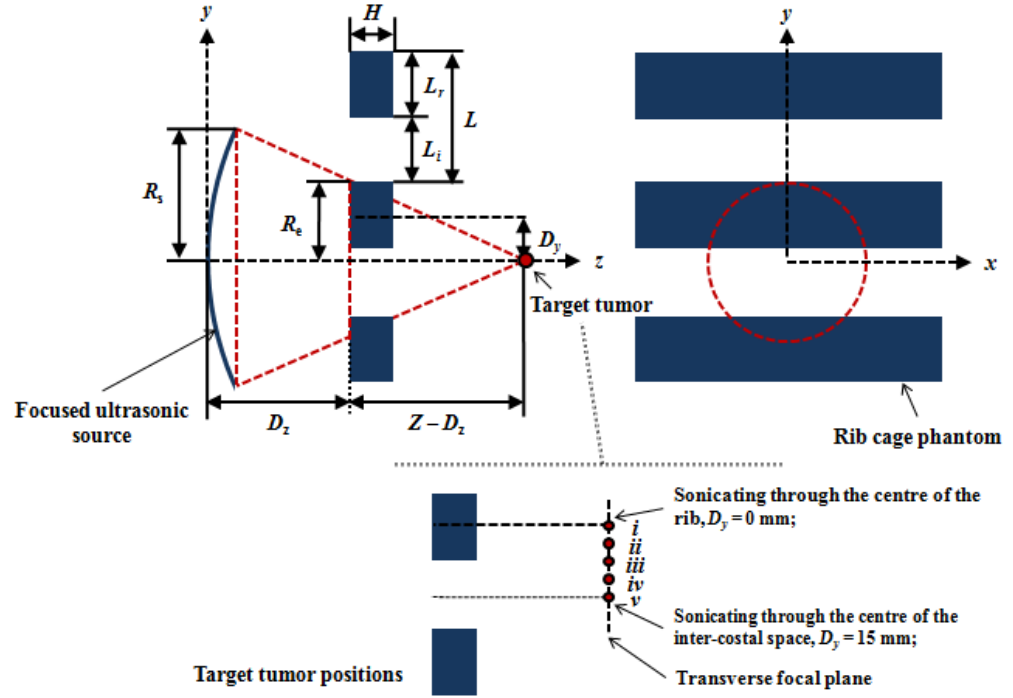 y
H
y
L_r
L
L_i
R_s
R_e
D_y
z
x
Target tumor
Focused ultrasonic
source
D_z
Z – D_z
Rib cage phantom
Sonicating through the centre of the
rib, D_y = 0 mm;
i
ii
iii
iv
v
Sonicating through the centre of the
inter-costal space, D_y = 15 mm;
Target tumor positions
Transverse focal plane